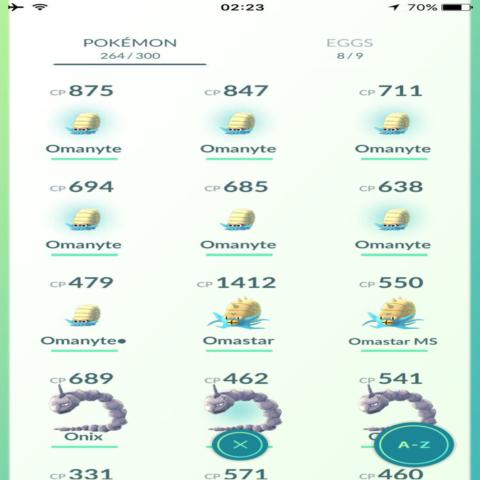 02:23
70%
POKÉMON EGGS
264 / 300 8 / 9
CP 875 CP 847 CP 711
Omanyte Omanyte Omanyte
CP 694 CP 685 CP 638
Omanyte Omanyte Omanyte
CP 479 CP 1412 CP 550
Omanyte● Omastar Omastar MS
CP 689 CP 462 CP 541
Onix
A-Z
CP 331 CP 571 CP 460